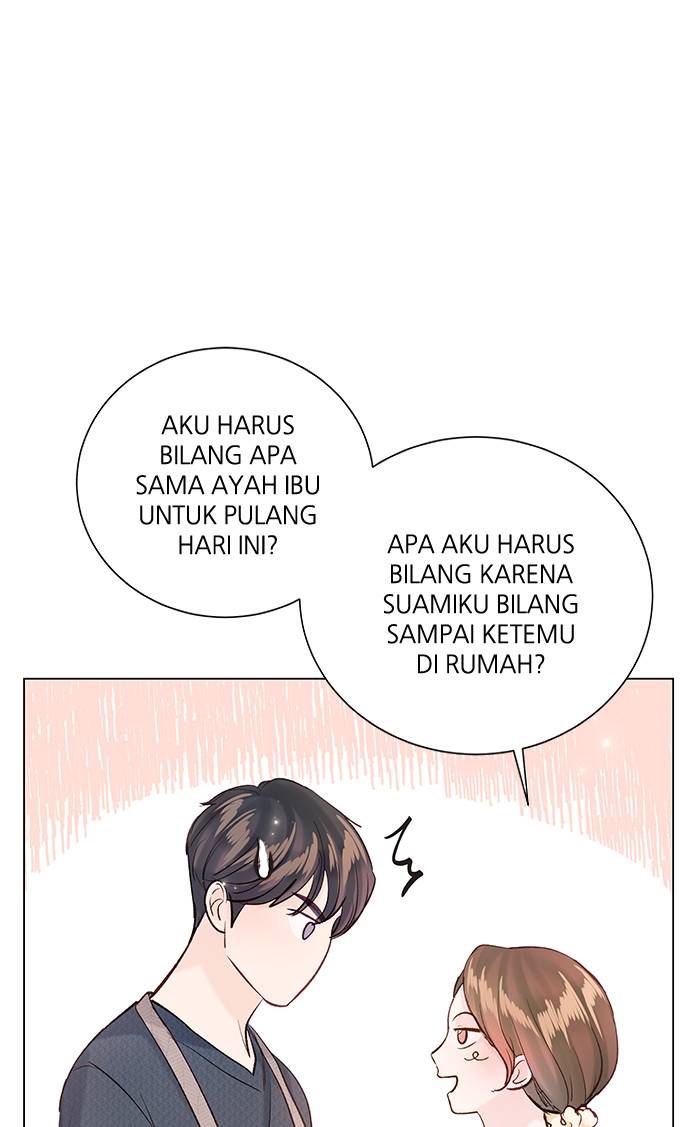 AKU HARUS
BILANG APA
SAMA AYAH IBU
UNTUK PULANG
HARI INI?
APA AKU HARUS
BILANG KARENA
SUAMIKU BILANG
SAMPAI KETEMU
DI RUMAH?